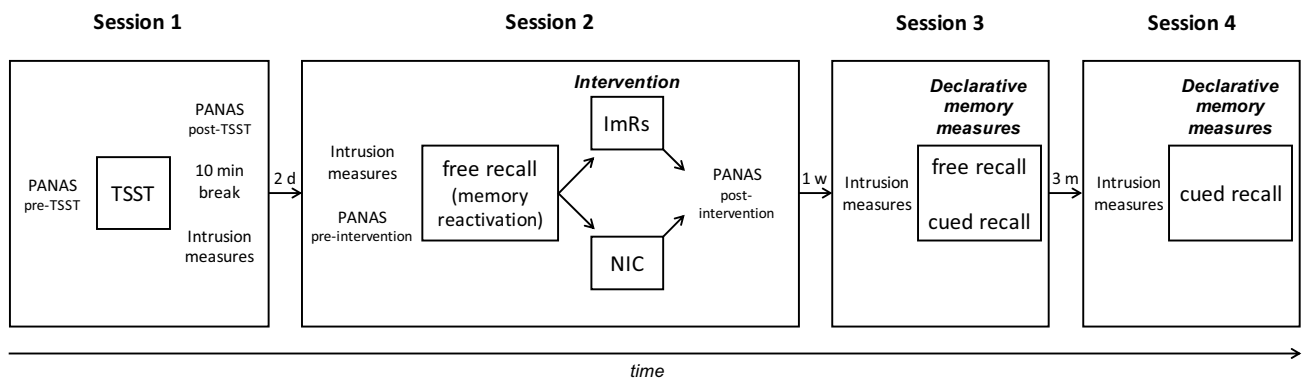 Session 1
Session 2
Session 3
Session 4
PANAS
pre-TSST
TSST
PANAS
post-TSST
10 min
break
Intrusion
measures
2 d
Intrusion
measures
PANAS
pre-intervention
free recall
(memory
reactivation)
Intervention
ImRs
NIC
PANAS
post-
intervention
1 w
Intrusion
measures
Declarative
memory
measures
free recall
cued recall
3 m
Intrusion
measures
Declarative
memory
measures
cued recall
time